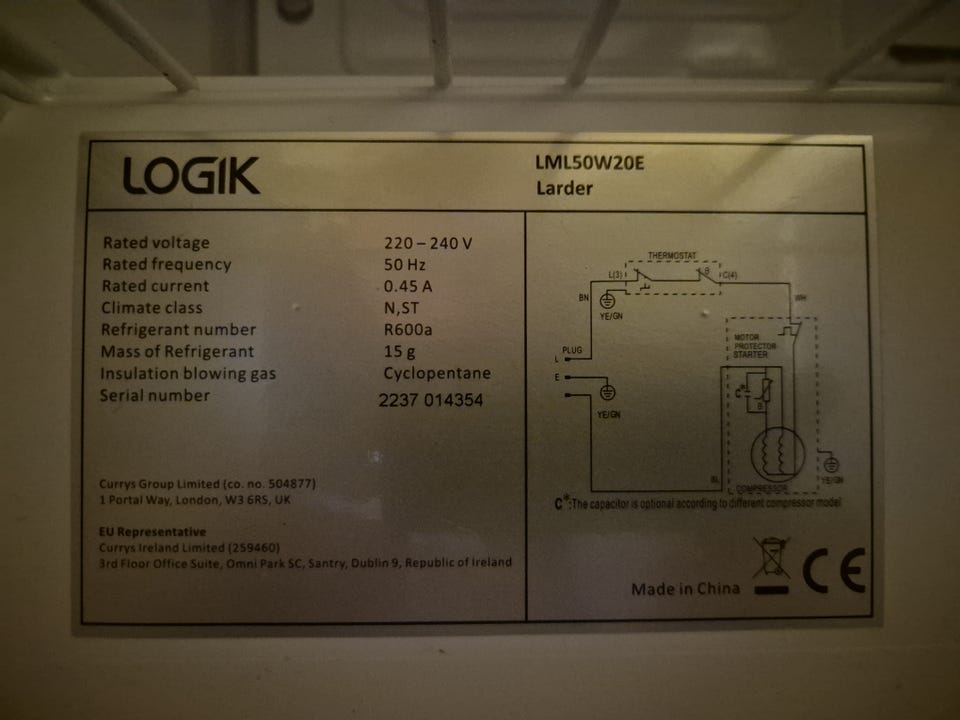 LOGIK
LML50W20E
Larder
Rated voltage 220 – 240 V
Rated frequency 50 Hz
Rated current 0.45 A
Climate class N,ST
Refrigerant number R600a
Mass of Refrigerant 15 g
Insulation blowing gas Cyclopentane
Serial number 2237 014354
Currys Group Limited (co. no. 504877)
1 Portal Way, London, W3 6RS, UK
EU Representative
Currys Ireland Limited (259460)
3rd Floor Office Suite, Omni Park SC, Santry, Dublin 9, Republic of Ireland
THERMOSTAT
L(3)
C(4)
BN
YE/GN
WH
MOTOR
PROTECTOR
STARTER
PLUG
L
E
C*
YE/GN
BL
COMPRESSOR
YE/GN
C*:The capacitor is optional according to different compressor model
Made in China
CE